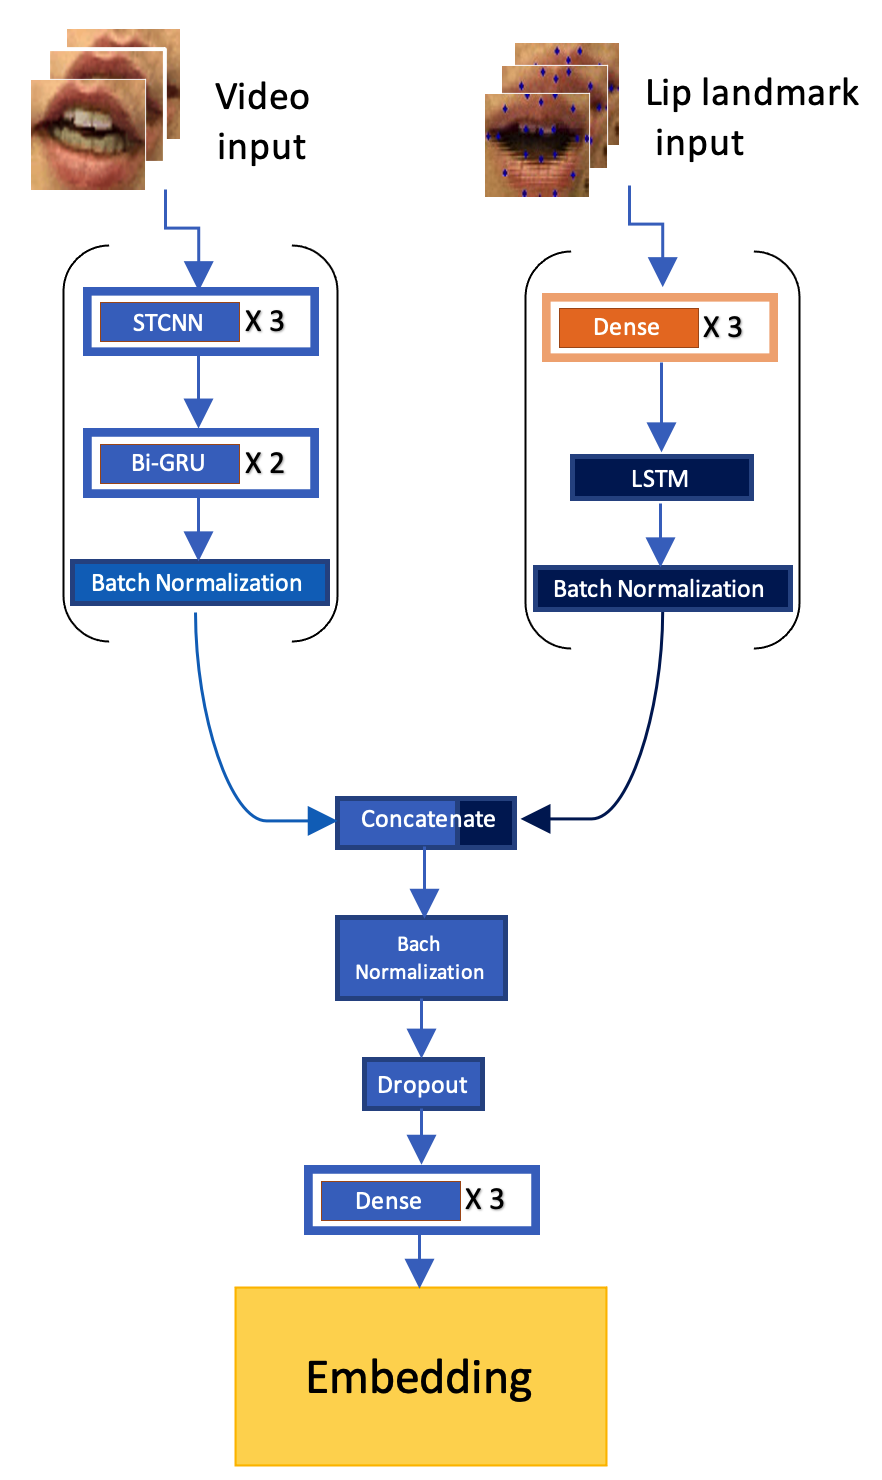 Video
input
Lip landmark
input
STCNN X 3
Dense X 3
Bi-GRU X 2
LSTM
Batch Normalization
Batch Normalization
Concatenate
Bach
Normalization
Dropout
Dense X 3
Embedding